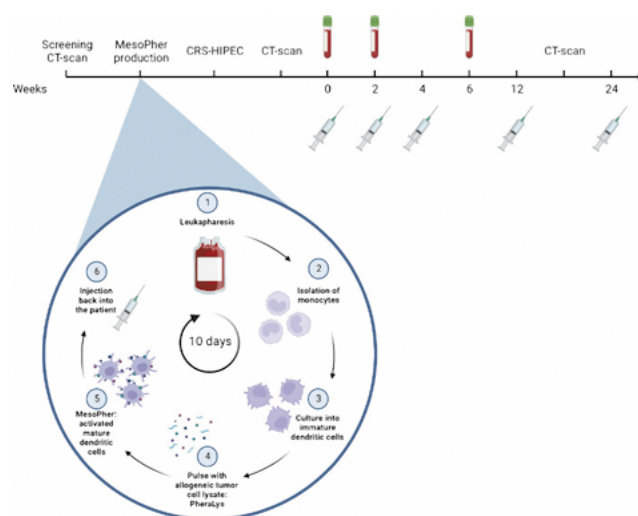 Screening
CT-scan
MesoPher
production
CRS-HIPEC
CT-scan
CT-scan
Weeks
0
2
4
6
12
24
1
Leukapharesis
2
Isolation of
monocytes
3
Culture into
immature
dendritic cells
4
Pulse with
allogeneic tumor
cell lysate:
PheraLys
5
MesoPher:
activated
mature
dendritic
cells
6
Injection
back into
the patient
10 days